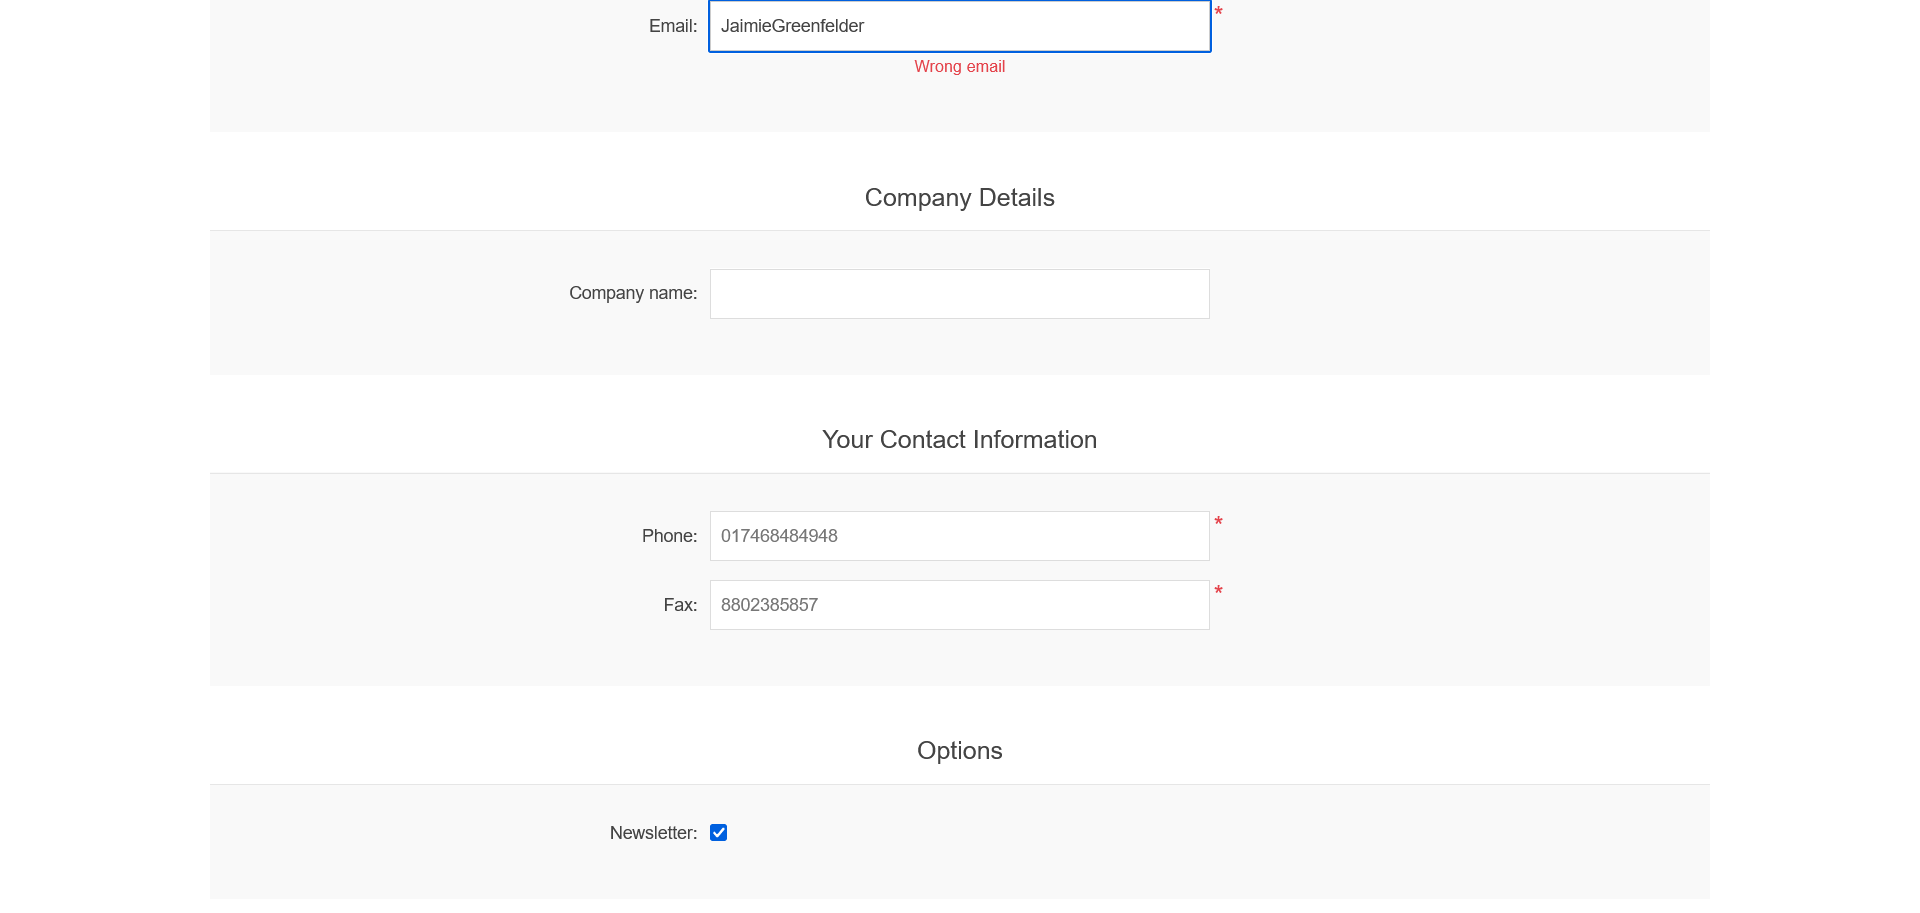 Email: JaimieGreenfelder *
Wrong email
Company Details
Company name:
Your Contact Information
Phone: 017468484948 *
Fax: 8802385857 *
Options
Newsletter: